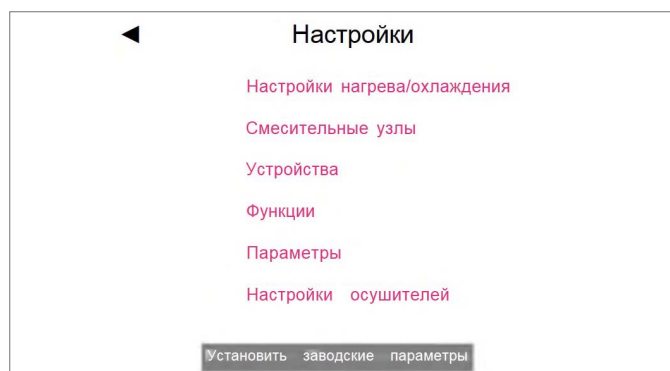 Настройки
Настройки нагрева/охлаждения
Смесительные узлы
Устройства
Функции
Параметры
Настройки осушителей
Установить заводские параметры